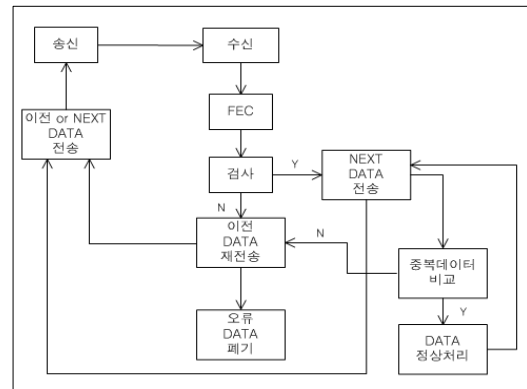 송신
수신
이전 or NEXT
DATA
전송
FEC
검사
Y
NEXT
DATA
전송
N
이전
DATA
재전송
N
중복데이터
비교
오류
DATA
폐기
Y
DATA
정상처리